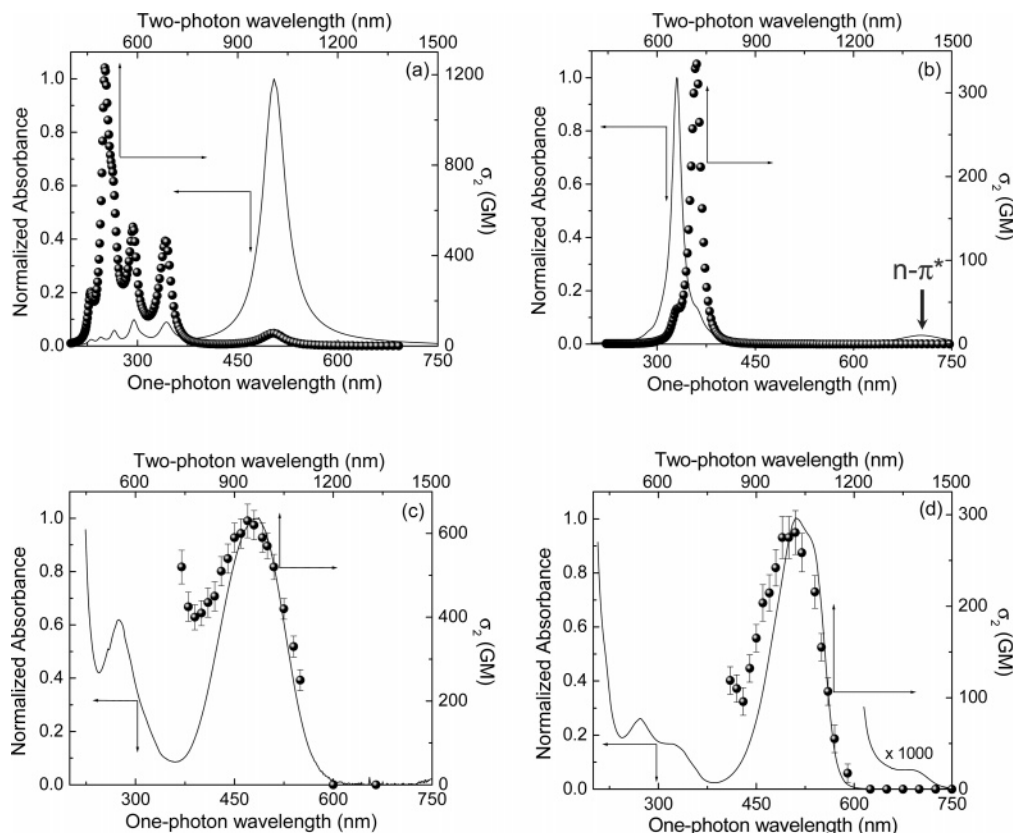 Two-photon wavelength (nm)
600 900 1200 1500
(a)
1.0
0.8
0.6
0.4
0.2
0.0
Normalized Absorbance
1200
800
400
0
σ2 (GM)
300 450 600 750
One-photon wavelength (nm)
Two-photon wavelength (nm)
600 900 1200 1500
(b)
1.0
0.8
0.6
0.4
0.2
0.0
Normalized Absorbance
300
200
100
0
σ2 (GM)
n-π*
300 450 600 750
One-photon wavelength (nm)
Two-photon wavelength (nm)
600 900 1200 1500
(c)
1.0
0.8
0.6
0.4
0.2
0.0
Normalized Absorbance
600
400
200
0
σ2 (GM)
300 450 600 750
One-photon wavelength (nm)
Two-photon wavelength (nm)
600 900 1200 1500
(d)
1.0
0.8
0.6
0.4
0.2
0.0
Normalized Absorbance
300
200
100
0
σ2 (GM)
x 1000
300 450 600 750
One-photon wavelength (nm)